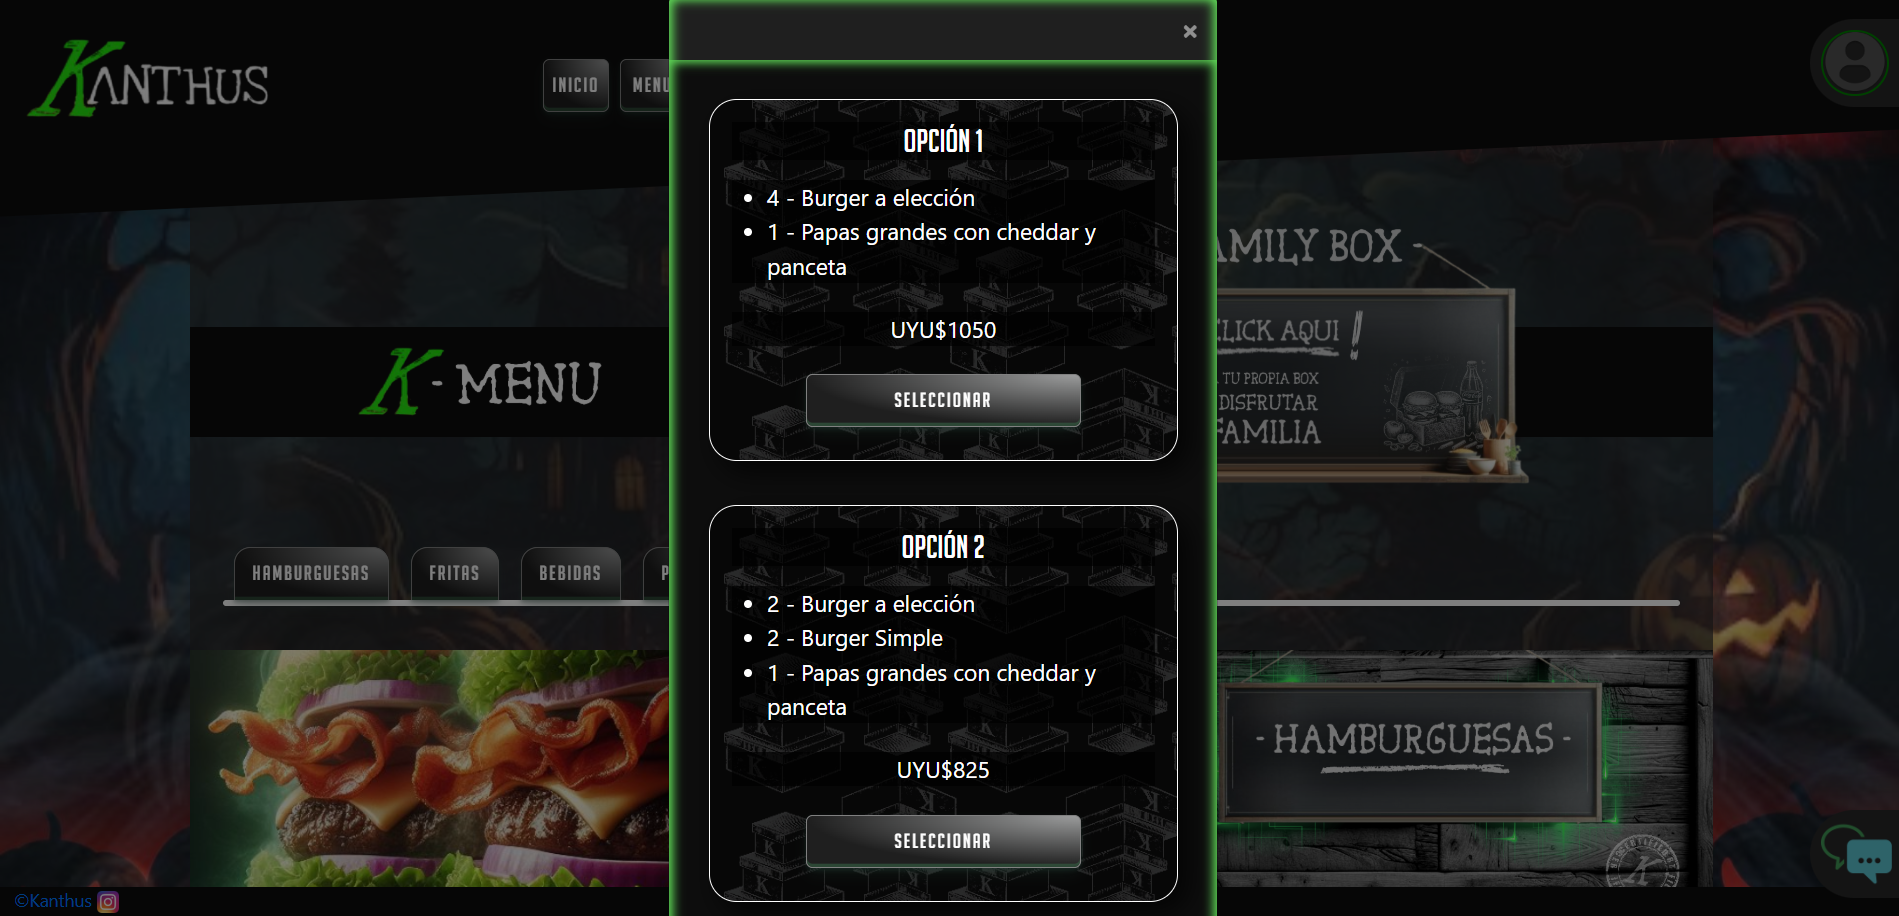 KANTHUS
INICIO
MENU
×
OPCIÓN 1
4 - Burger a elección
1 - Papas grandes con cheddar y
panceta
UYU$1050
SELECCIONAR
AMILY BOX -
CLICK AQUI !
TU PROPIA BOX
DISFRUTAR
FAMILIA
K - MENU
HAMBURGUESAS
FRITAS
BEBIDAS
P
OPCIÓN 2
2 - Burger a elección
2 - Burger Simple
1 - Papas grandes con cheddar y
panceta
UYU$825
SELECCIONAR
- HAMBURGUESAS -
©Kanthus